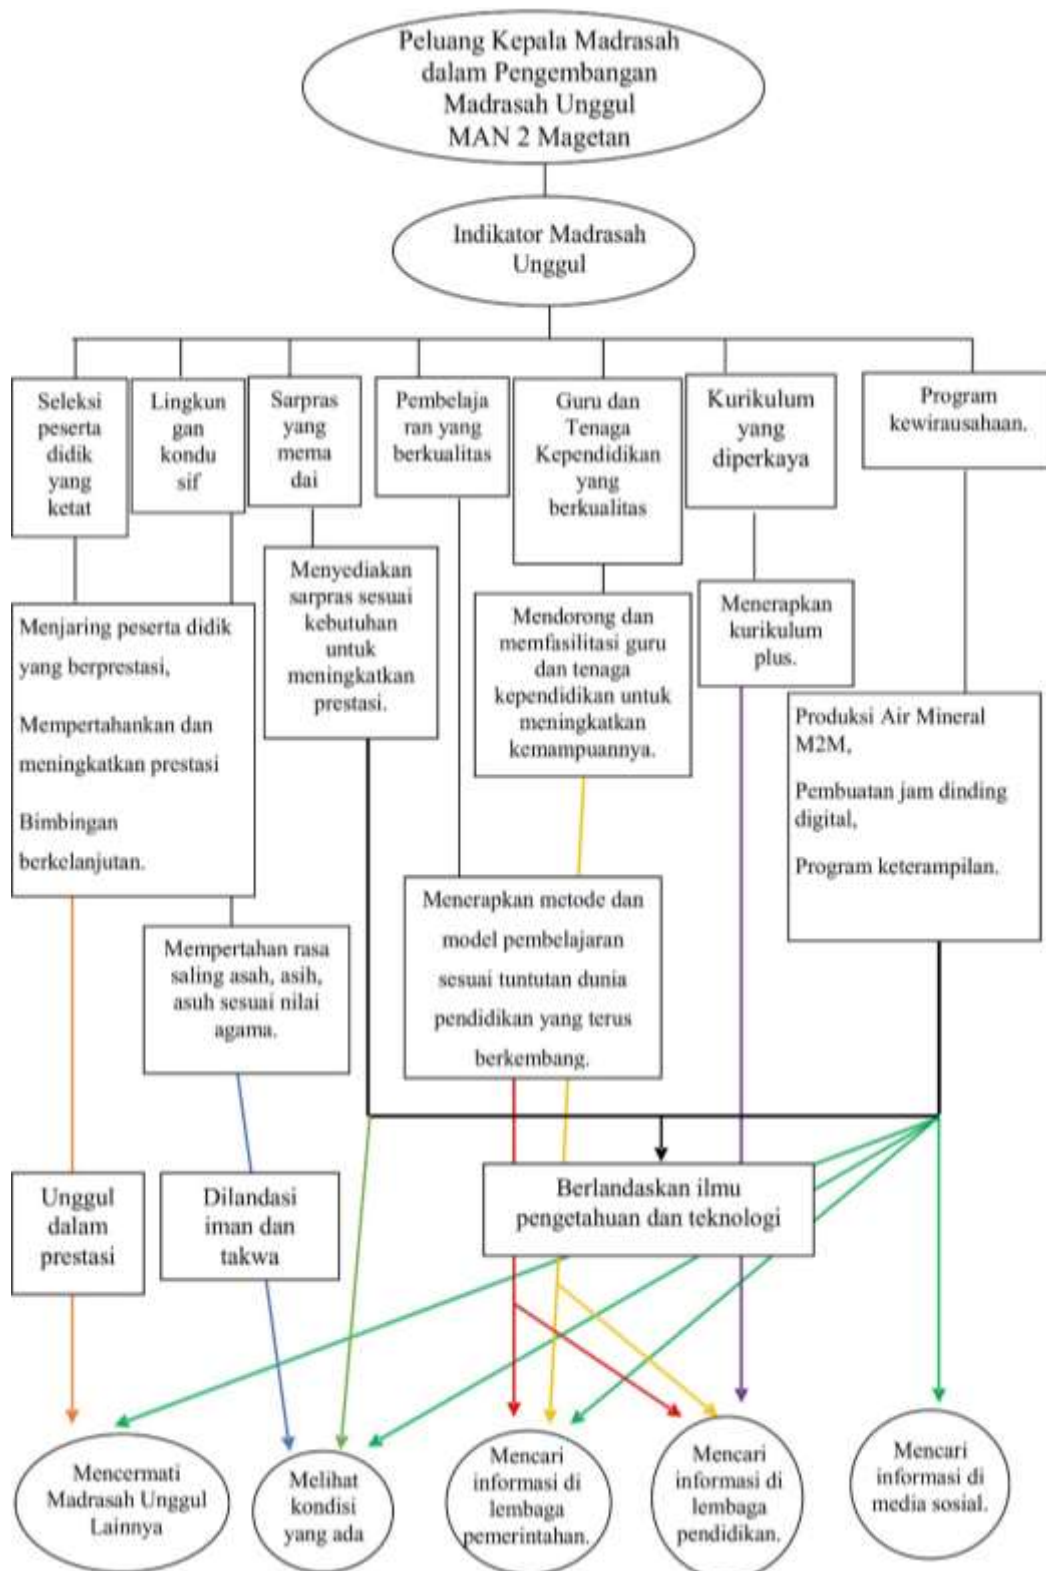 Peluang Kepala Madrasah
dalam Pengembangan
Madrasah Unggul
MAN 2 Magetan
Indikator Madrasah
Unggul
Seleksi
peserta
didik
yang
ketat
Lingkun
gan
kondu
sif
Sarpras
yang
mema
dai
Pembelaja
ran yang
berkualitas
Guru dan
Tenaga
Kependidikan
yang
berkualitas
Kurikulum
yang
diperkaya
Program
kewirausahaan.
Menjaring peserta didik
yang berprestasi,
Mempertahankan dan
meningkatkan prestasi
Bimbingan
berkelanjutan.
Menyediakan
sarpras sesuai
kebutuhan
untuk
meningkatkan
prestasi.
Mendorong dan
memfasilitasi guru
dan tenaga
kependidikan untuk
meningkatkan
kemampuannya.
Menerapkan
kurikulum
plus.
Produksi Air Mineral
M2M,
Pembuatan jam dinding
digital,
Program keterampilan.
Mempertahan rasa
saling asah, asih,
asuh sesuai nilai
agama.
Menerapkan metode dan
model pembelajaran
sesuai tuntutan dunia
pendidikan yang terus
berkembang.
Unggul
dalam
prestasi
Dilandasi
iman dan
takwa
Berlandaskan ilmu
pengetahuan dan teknologi
Mencermati
Madrasah Unggul
Lainnya
Melihat
kondisi
yang ada
Mencari
informasi di
lembaga
pemerintahan.
Mencari
informasi di
lembaga
pendidikan.
Mencari
informasi di
media sosial.